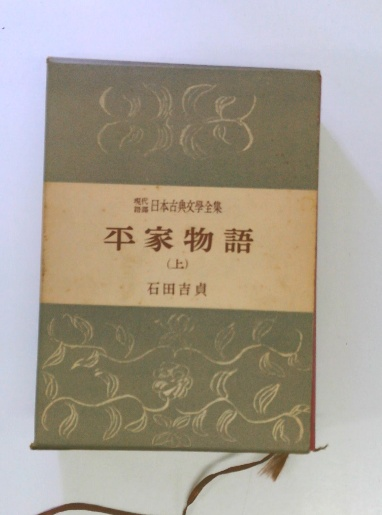 現代語譯 日本古典文學全集
平家物語
(上)
石田吉貞